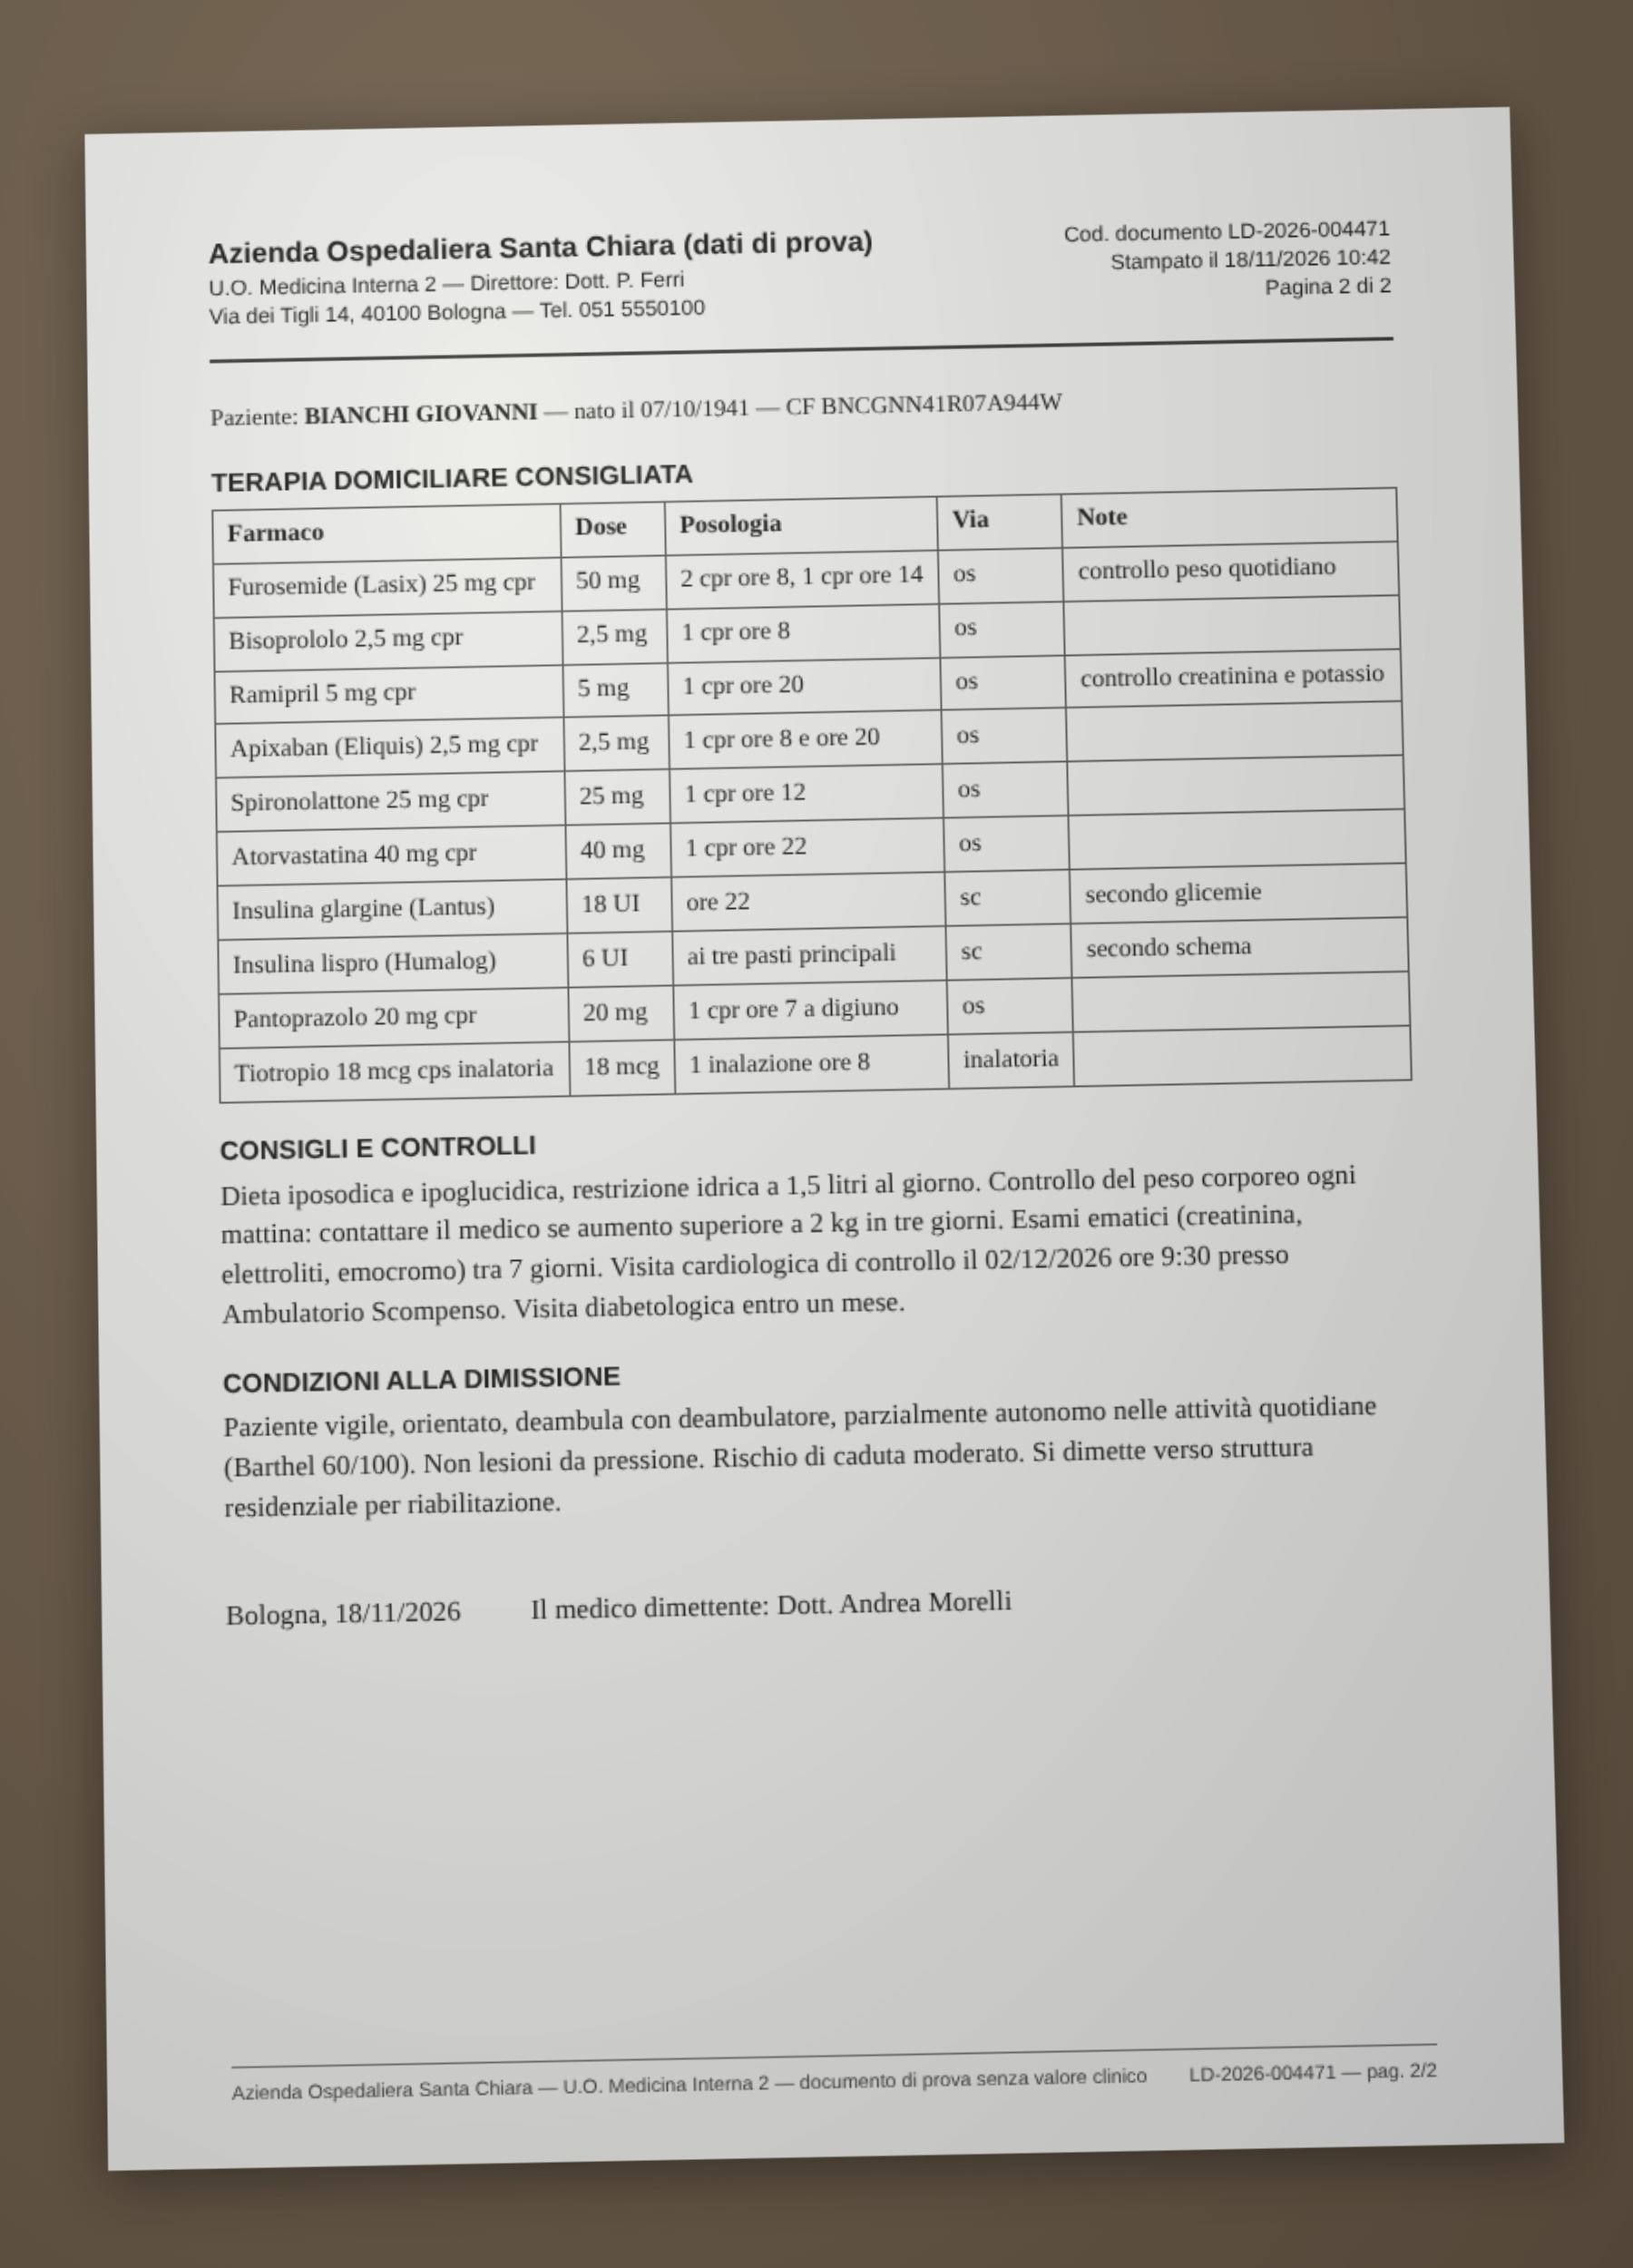 Azienda Ospedaliera Santa Chiara (dati di prova)
U.O. Medicina Interna 2 — Direttore: Dott. P. Ferri
Via dei Tigli 14, 40100 Bologna — Tel. 051 5550100
Cod. documento LD-2026-004471
Stampato il 18/11/2026 10:42
Pagina 2 di 2
Paziente: BIANCHI GIOVANNI — nato il 07/10/1941 — CF BNCGNN41R07A944W
TERAPIA DOMICILIARE CONSIGLIATA
Farmaco Dose Posologia Via Note
Furosemide (Lasix) 25 mg cpr 50 mg 2 cpr ore 8, 1 cpr ore 14 os controllo peso quotidiano
Bisoprololo 2,5 mg cpr 2,5 mg 1 cpr ore 8 os
Ramipril 5 mg cpr 5 mg 1 cpr ore 20 os controllo creatinina e potassio
Apixaban (Eliquis) 2,5 mg cpr 2,5 mg 1 cpr ore 8 e ore 20 os
Spironolattone 25 mg cpr 25 mg 1 cpr ore 12 os
Atorvastatina 40 mg cpr 40 mg 1 cpr ore 22 os
Insulina glargine (Lantus) 18 UI ore 22 sc secondo glicemie
Insulina lispro (Humalog) 6 UI ai tre pasti principali sc secondo schema
Pantoprazolo 20 mg cpr 20 mg 1 cpr ore 7 a digiuno os
Tiotropio 18 mcg cps inalatoria 18 mcg 1 inalazione ore 8 inalatoria
CONSIGLI E CONTROLLI
Dieta iposodica e ipoglucidica, restrizione idrica a 1,5 litri al giorno. Controllo del peso corporeo ogni
mattina: contattare il medico se aumento superiore a 2 kg in tre giorni. Esami ematici (creatinina,
elettroliti, emocromo) tra 7 giorni. Visita cardiologica di controllo il 02/12/2026 ore 9:30 presso
Ambulatorio Scompenso. Visita diabetologica entro un mese.
CONDIZIONI ALLA DIMISSIONE
Paziente vigile, orientato, deambula con deambulatore, parzialmente autonomo nelle attività quotidiane
(Barthel 60/100). Non lesioni da pressione. Rischio di caduta moderato. Si dimette verso struttura
residenziale per riabilitazione.
Bologna, 18/11/2026 Il medico dimettente: Dott. Andrea Morelli
Azienda Ospedaliera Santa Chiara — U.O. Medicina Interna 2 — documento di prova senza valore clinico LD-2026-004471 — pag. 2/2